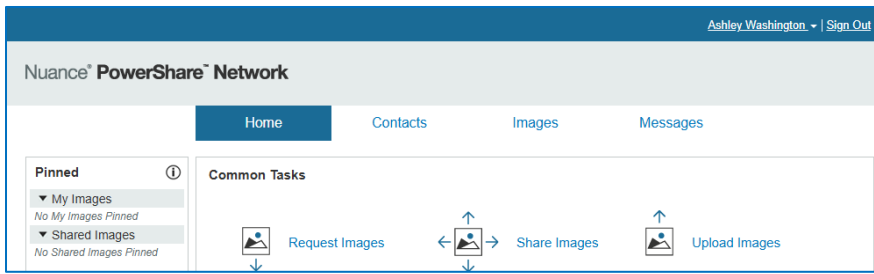 Ashley Washington | Sign Out
Nuance® PowerShare™ Network
Home Contacts Images Messages
Pinned
My Images
No My Images Pinned
Shared Images
No Shared Images Pinned
Common Tasks
Request Images Share Images Upload Images